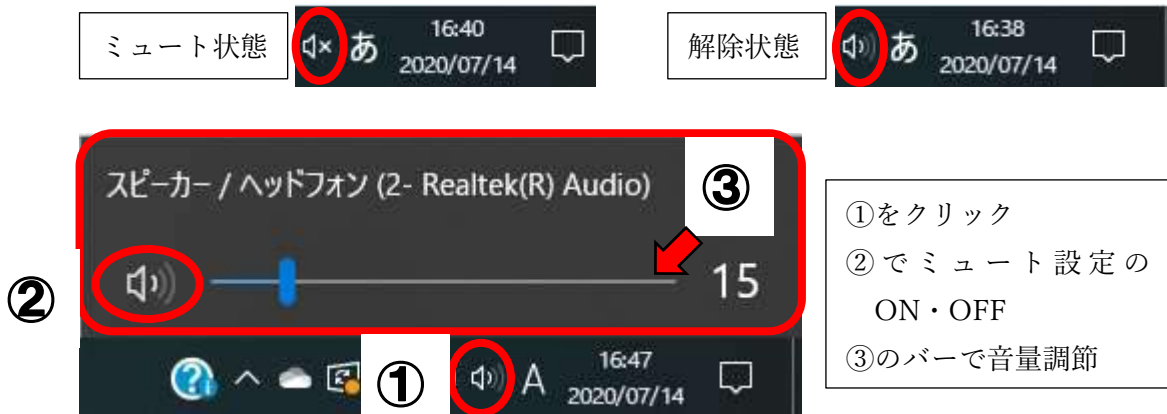 ミュート状態
あ
16:40
2020/07/14
解除状態
あ
16:38
2020/07/14
スピーカー / ヘッドフォン (2- Realtek(R) Audio)
③
②
15
①をクリック
②でミュート設定の
ON・OFF
③のバーで音量調節
①
A
16:47
2020/07/14